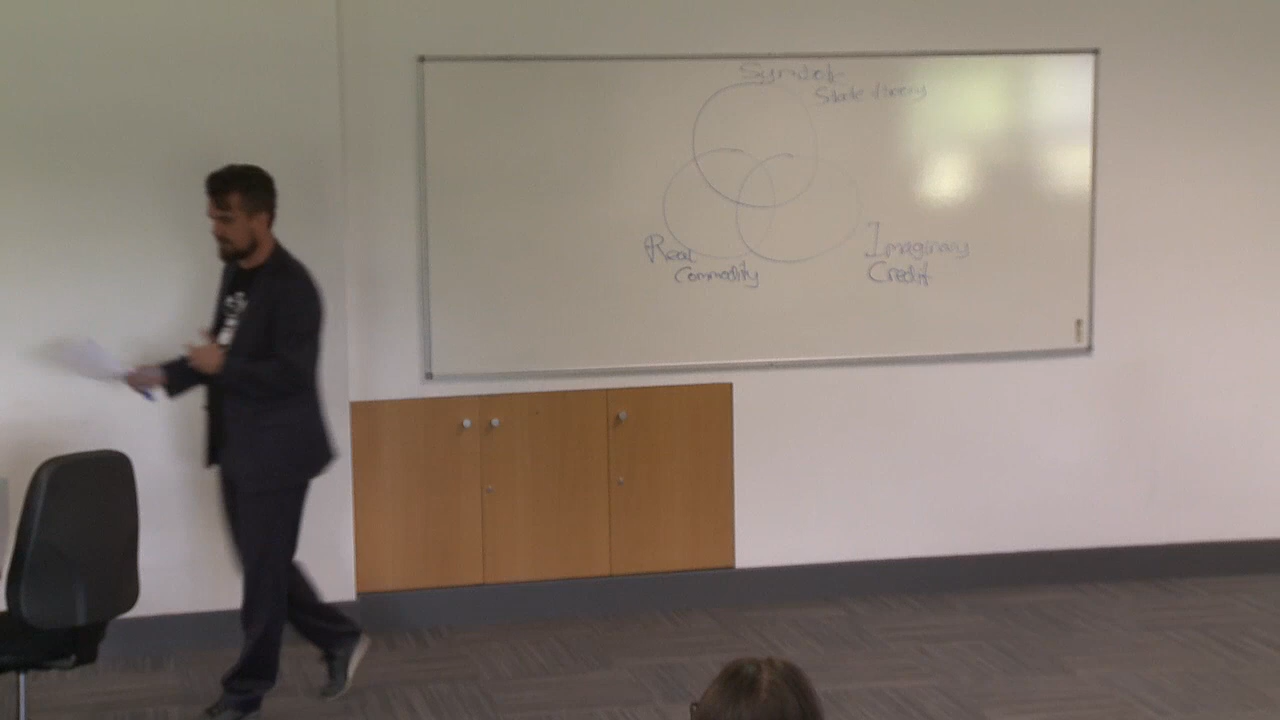 Symbolic
State theory
Real
Commodity
Imaginary
Credit